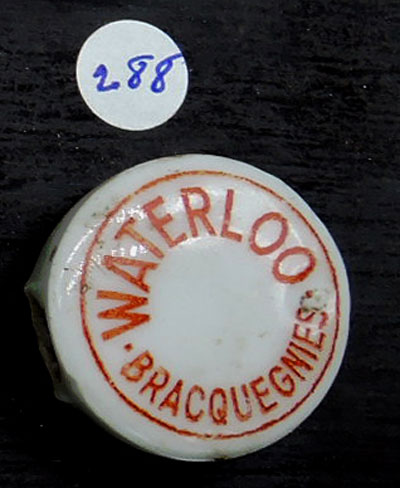 288
WATERLOO
· BRACQUEGNIES